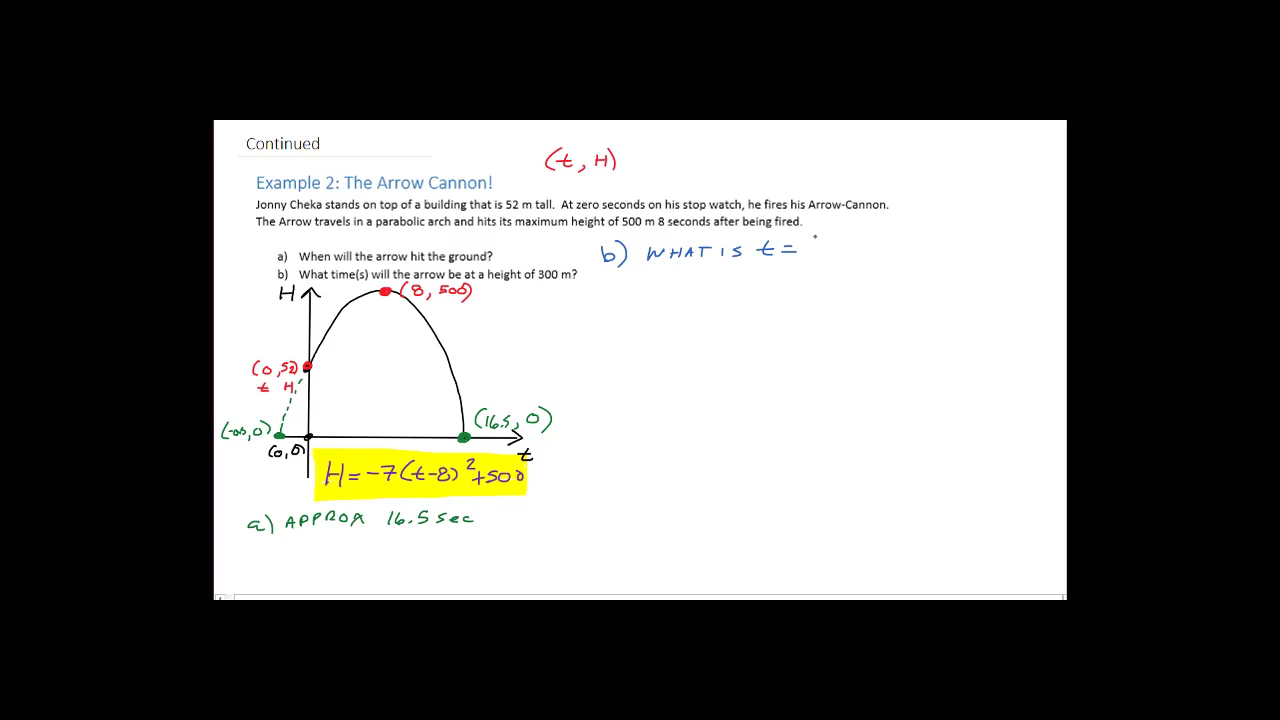 Continued
(t, H)
Example 2: The Arrow Cannon!
Jonny Cheka stands on top of a building that is 52 m tall. At zero seconds on his stop watch, he fires his Arrow-Cannon.
The Arrow travels in a parabolic arch and hits its maximum height of 500 m 8 seconds after being fired.
a) When will the arrow hit the ground?
b) What time(s) will the arrow be at a height of 300 m?
b) WHAT IS t =
H
(8, 500)
(0, 52)
t H
(-0.5, 0)
(16.5, 0)
(0, 0)
t
H = -7(t-8)²+500
a) APPROX 16.5 sec